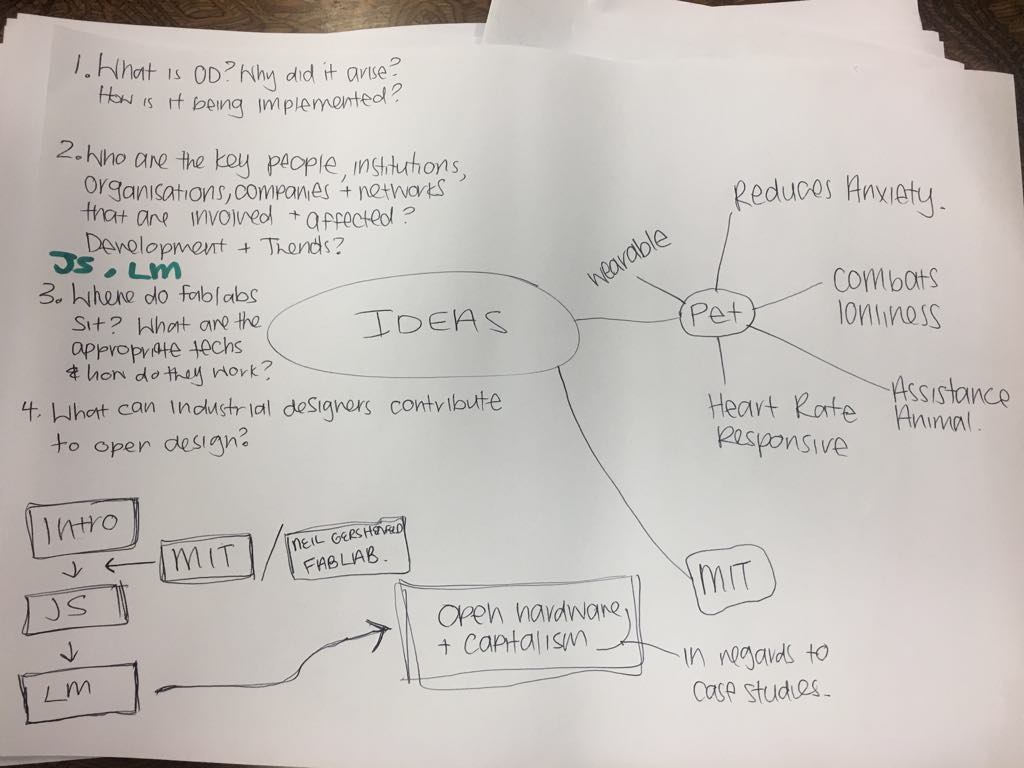 1. What is OD? Why did it arise?
How is it being implemented?
2. Who are the key people, institutions,
organisations, companies + networks
that are involved + affected?
Development + Trends?
JS. LM
3. Where do fablabs
sit? What are the
appropriate techs
& how do they work?
4. What can industrial designers contribute
to open design?
IDEAS
wearable
Pet
Reduces Anxiety.
Combats
lonliness
Assistance
Animal.
Heart Rate
Responsive
MIT
Intro
MIT / NEIL GERSHENFELD
FABLAB.
JS
LM
Open hardware
+ capitalism
in regards to
case studies.